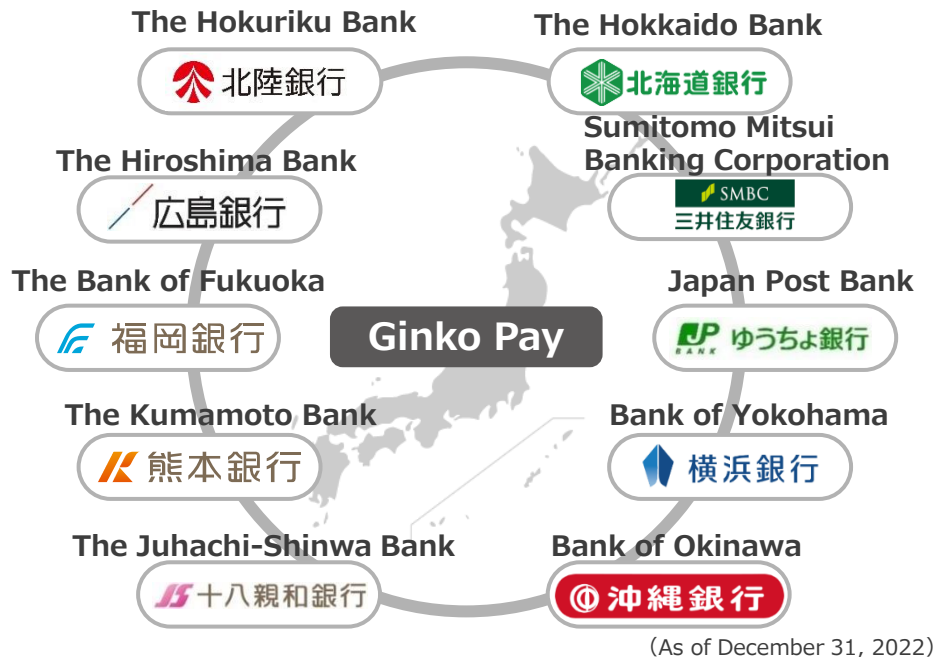 The Hokuriku Bank
北陸銀行
The Hokkaido Bank
北海道銀行
The Hiroshima Bank
広島銀行
Sumitomo Mitsui
Banking Corporation
SMBC
三井住友銀行
The Bank of Fukuoka
福岡銀行
Ginko Pay
Japan Post Bank
JP
BANK
ゆうちょ銀行
The Kumamoto Bank
熊本銀行
Bank of Yokohama
横浜銀行
The Juhachi-Shinwa Bank
十八親和銀行
Bank of Okinawa
沖縄銀行
（As of December 31, 2022）